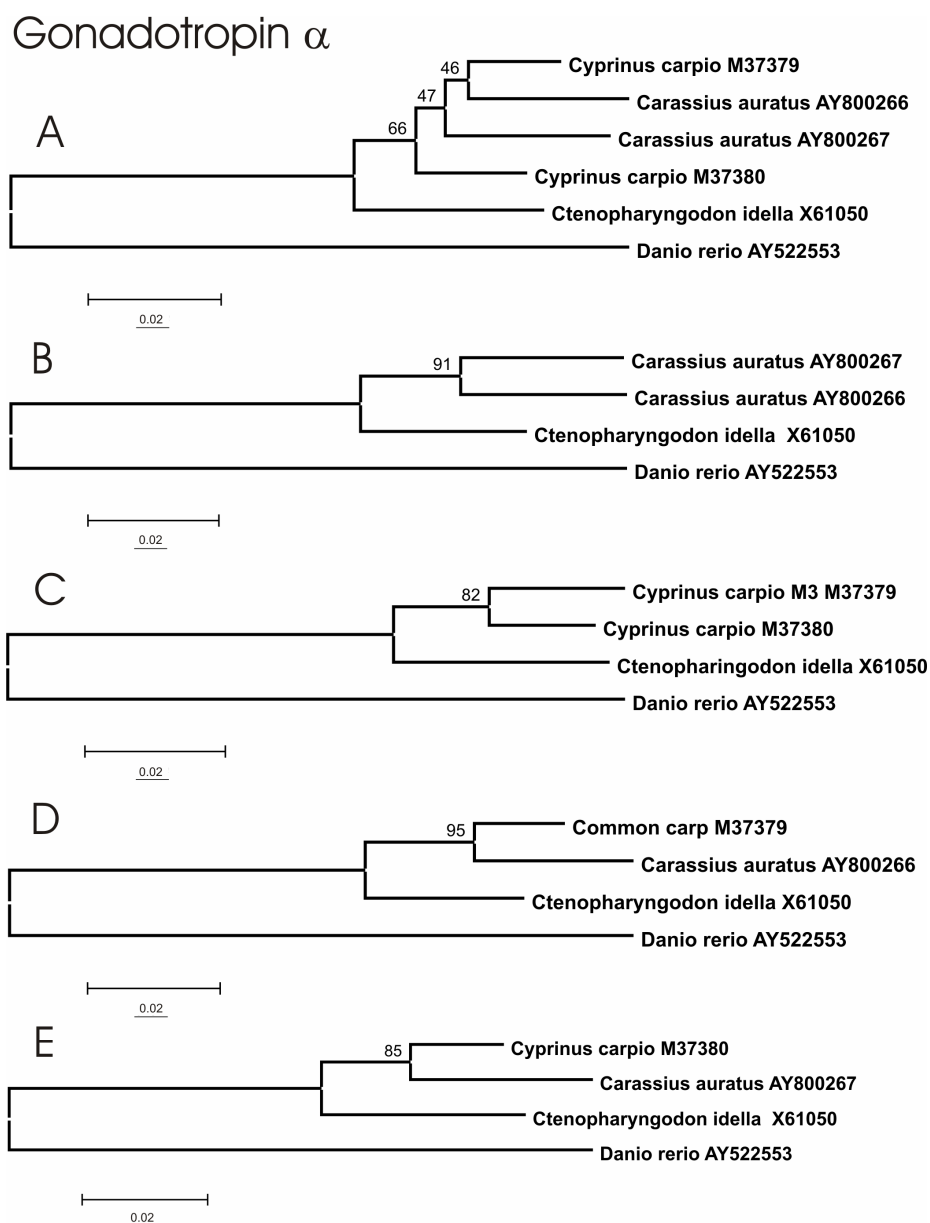 Gonadotropin α
A
46
47
66
Cyprinus carpio M37379
Carassius auratus AY800266
Carassius auratus AY800267
Cyprinus carpio M37380
Ctenopharyngodon idella X61050
Danio rerio AY522553
0.02
B
91
Carassius auratus AY800267
Carassius auratus AY800266
Ctenopharyngodon idella X61050
Danio rerio AY522553
0.02
C
82
Cyprinus carpio M3 M37379
Cyprinus carpio M37380
Ctenopharingodon idella X61050
Danio rerio AY522553
0.02
D
95
Common carp M37379
Carassius auratus AY800266
Ctenopharyngodon idella X61050
Danio rerio AY522553
0.02
E
85
Cyprinus carpio M37380
Carassius auratus AY800267
Ctenopharyngodon idella X61050
Danio rerio AY522553
0.02